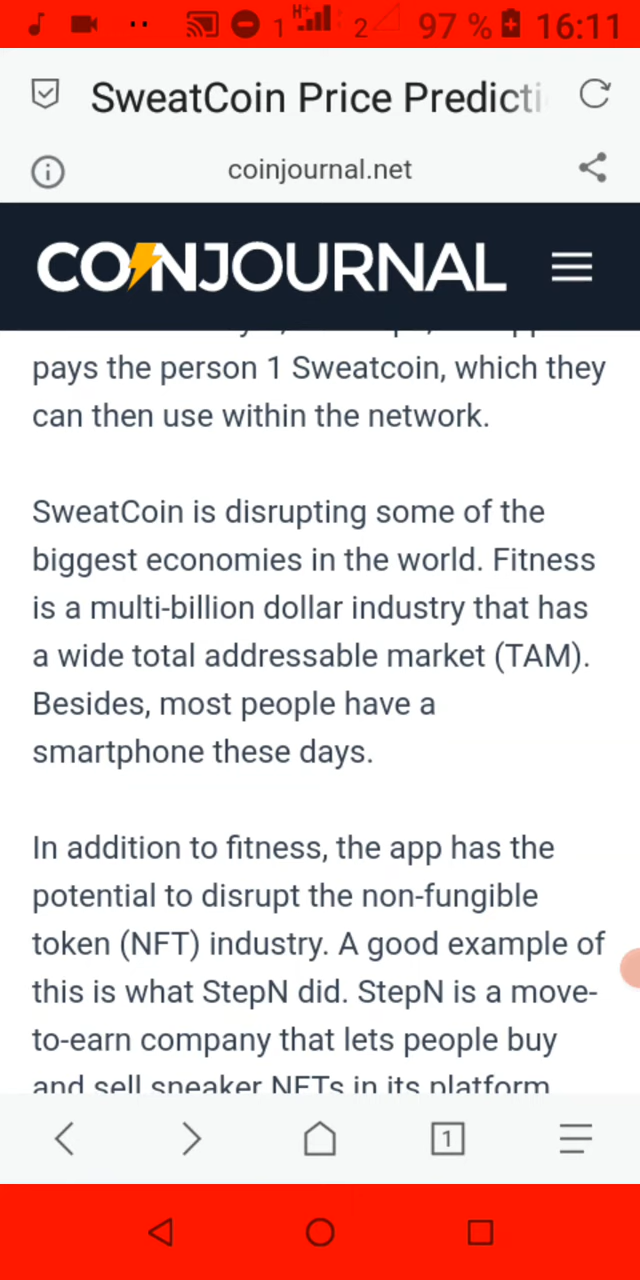 1 H+ 2 97 % 16:11
SweatCoin Price Predicti
coinjournal.net
COINJOURNAL
pays the person 1 Sweatcoin, which they
can then use within the network.
SweatCoin is disrupting some of the
biggest economies in the world. Fitness
is a multi-billion dollar industry that has
a wide total addressable market (TAM).
Besides, most people have a
smartphone these days.
In addition to fitness, the app has the
potential to disrupt the non-fungible
token (NFT) industry. A good example of
this is what StepN did. StepN is a move-
to-earn company that lets people buy
and sell sneaker NFTs in its platform
1